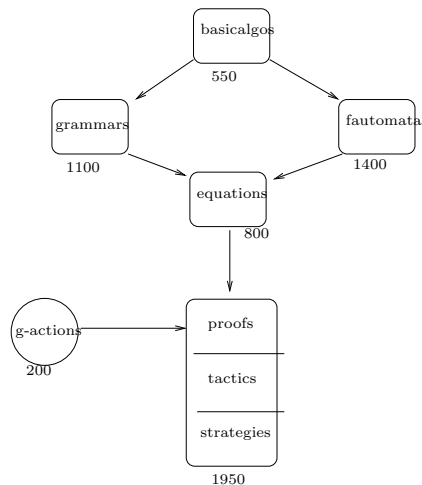 basicalgos
550
grammars
fautomata
1100
1400
equations
800
proofs
g-actions
200
tactics
strategies
1950